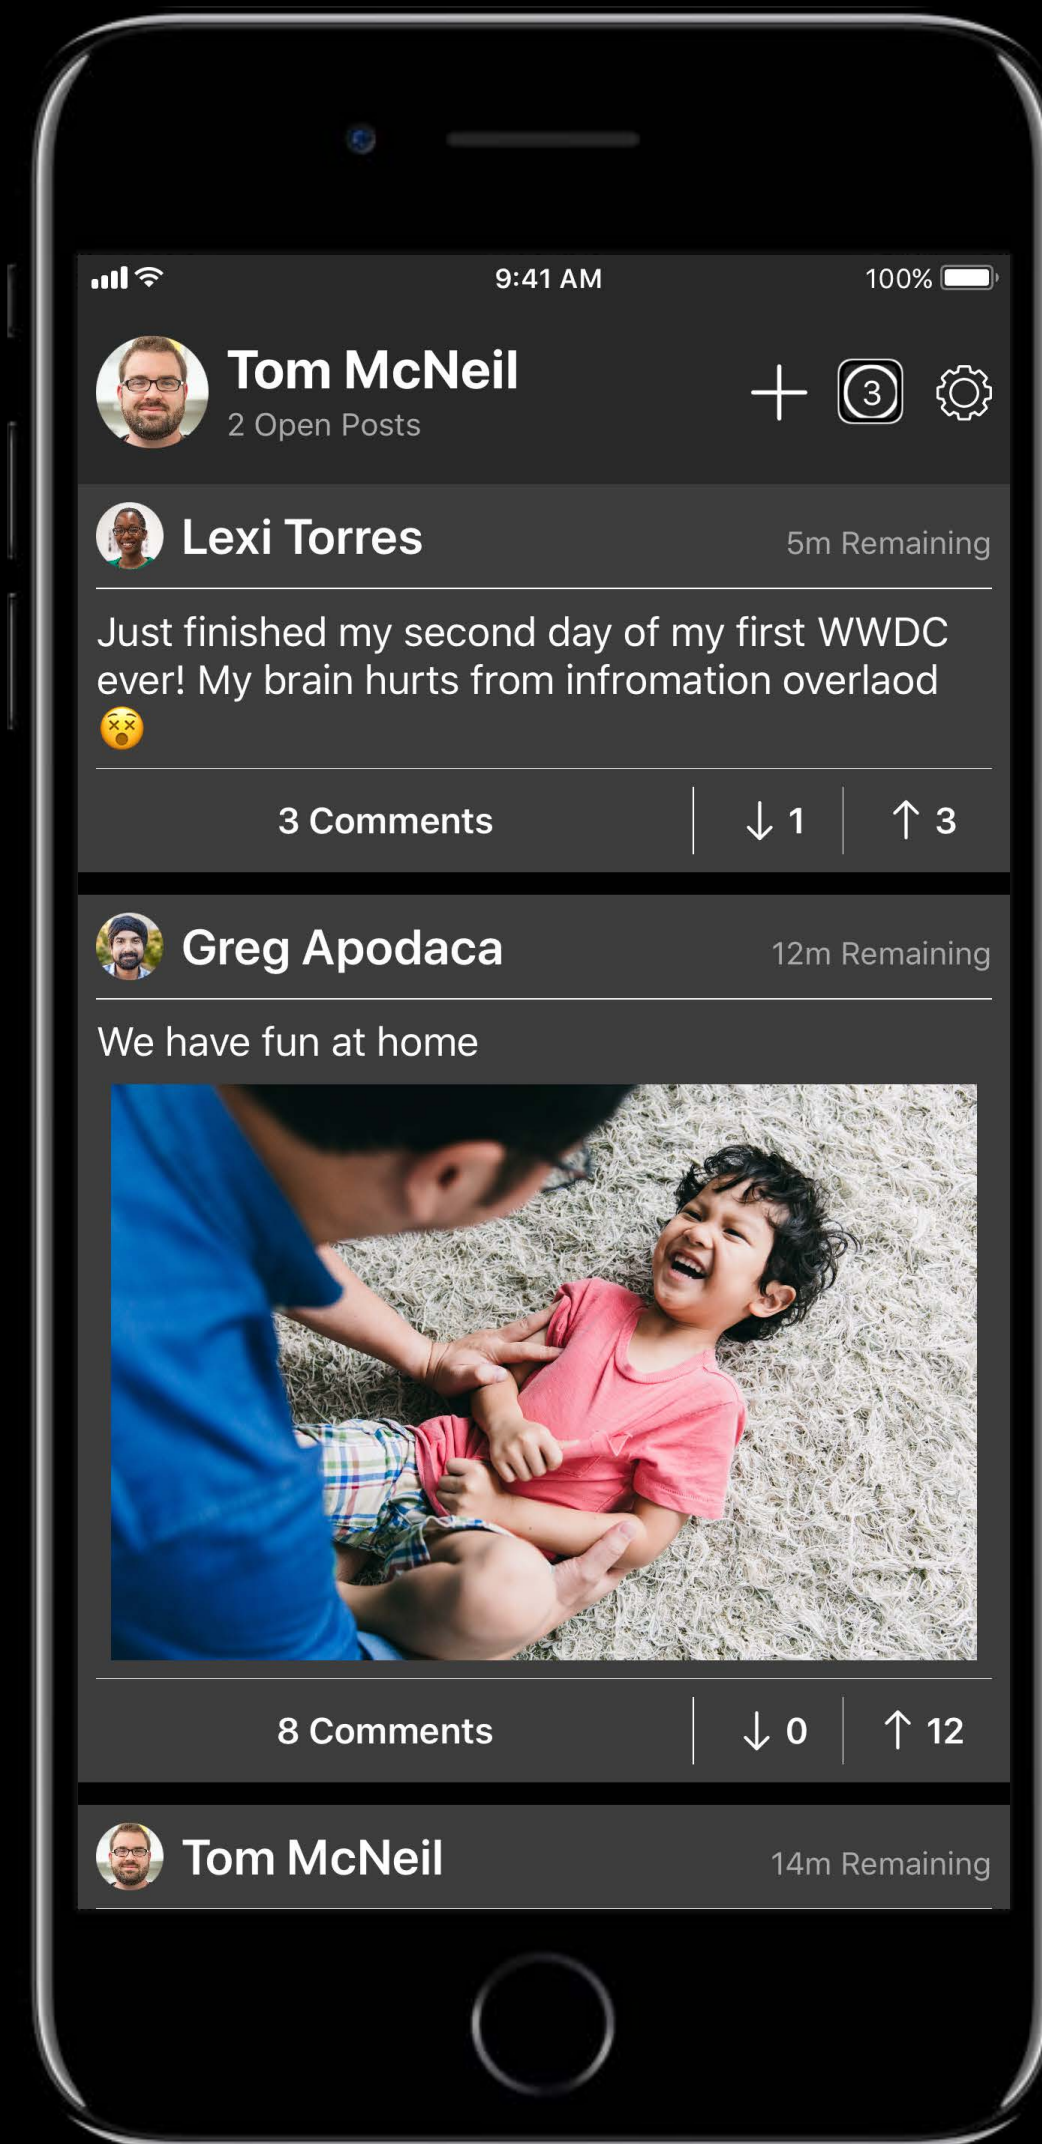 9:41 AM
100%
Tom McNeil
2 Open Posts
3
Lexi Torres
5m Remaining
Just finished my second day of my first WWDC
ever! My brain hurts from infromation overlaod
😵
3 Comments
↓ 1
↑ 3
Greg Apodaca
12m Remaining
We have fun at home
8 Comments
↓ 0
↑ 12
Tom McNeil
14m Remaining